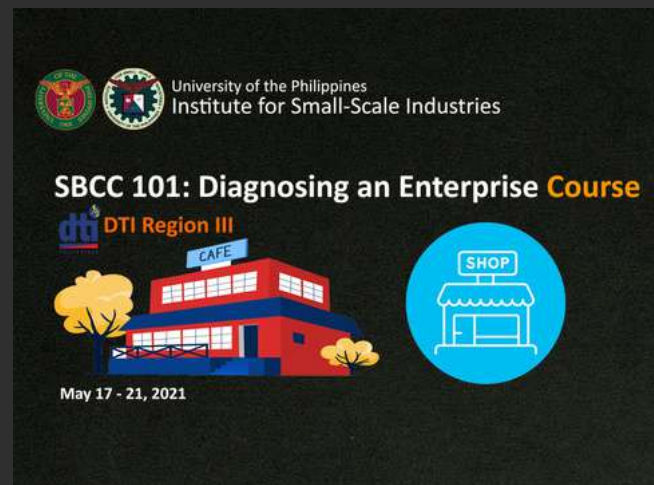 University of the Philippines
Institute for Small-Scale Industries
SBCC 101: Diagnosing an Enterprise Course
dti DTI Region III
CAFE
SHOP
May 17 - 21, 2021